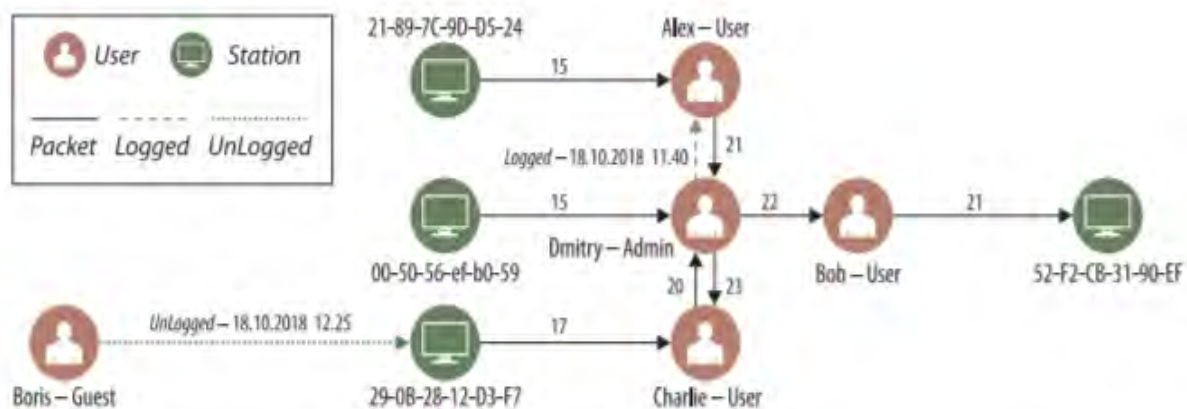 User Station
Packet Logged UnLogged
21-89-7C-9D-D5-24
Alex – User
15
21
Logged – 18.10.2018 11.40
15
22
21
Dmitry – Admin
00-50-56-ef-b0-59
Bob – User
52-F2-CB-31-90-EF
20
23
UnLogged – 18.10.2018 12.25
17
Boris – Guest
29-0B-28-12-D3-F7
Charlie – User